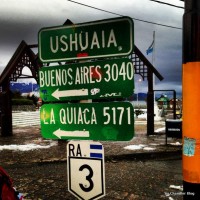 USHUAIA
BUENOS AIRES 3040
LA QUIACA 5171
RA
3